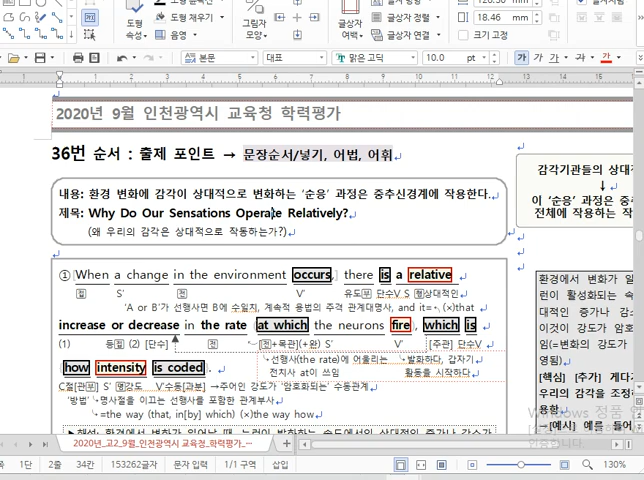 도형 속성
도형 채우기
음영
그림자 모양
글상자 여백
글상자 정렬
글상자 연결
18.46 mm
크기 고정
본문
대표
맑은 고딕
10.0 pt
가 가 가
2020년 9월 인천광역시 교육청 학력평가
36번 순서 : 출제 포인트 → 문장순서/넣기, 어법, 어휘
내용: 환경 변화에 감각이 상대적으로 변화하는 '순응' 과정은 중추신경계에 작용한다.
제목: Why Do Our Sensations Operate Relatively?
(왜 우리의 감각은 상대적으로 작동하는가?)
① When a change in the environment occurs, there is a relative
접 S' 전 V' 유도부 단수V S 형상대적인
'A or B'가 선행사면 B에 수일치, 계속적 용법의 주격 관계대명사, and it= , (×)that
increase or decrease in the rate at which the neurons fire, which is
(1) 등접 (2) [단수] 전 [전+목관](+완) S' V' [주관] 단수V
선행사(the rate)에 어울리는 발화하다, 갑자기
전치사 at이 쓰임 활동을 시작하다
how intensity is coded.
C절[관부] S' 명강도 V'수동[과분] →주어인 강도가 '암호화되는' 수동관계
'방법' 명사절을 이끄는 선행사를 포함한 관계부사
=the way (that, in[by] which) (×)the way how
감각기관들의 상대
↓
이 '순응' 과정은 중
전체에 작용하는 작
환경에서 변화가 일
런이 활성화되는 속
대적인 증가나 감소
이것이 강도가 암호
임(=변화의 강도가
영됨)
[핵심] [추가] 게다
우리의 감각을 조정
용함
→[예시] 예를 들어
Windows 정품 인
2020년_고2_9월_인천광역시 교육청_학력평가_…
1단 2줄 34칸 153262글자 문자 입력 1/1 구역 삽입
130%